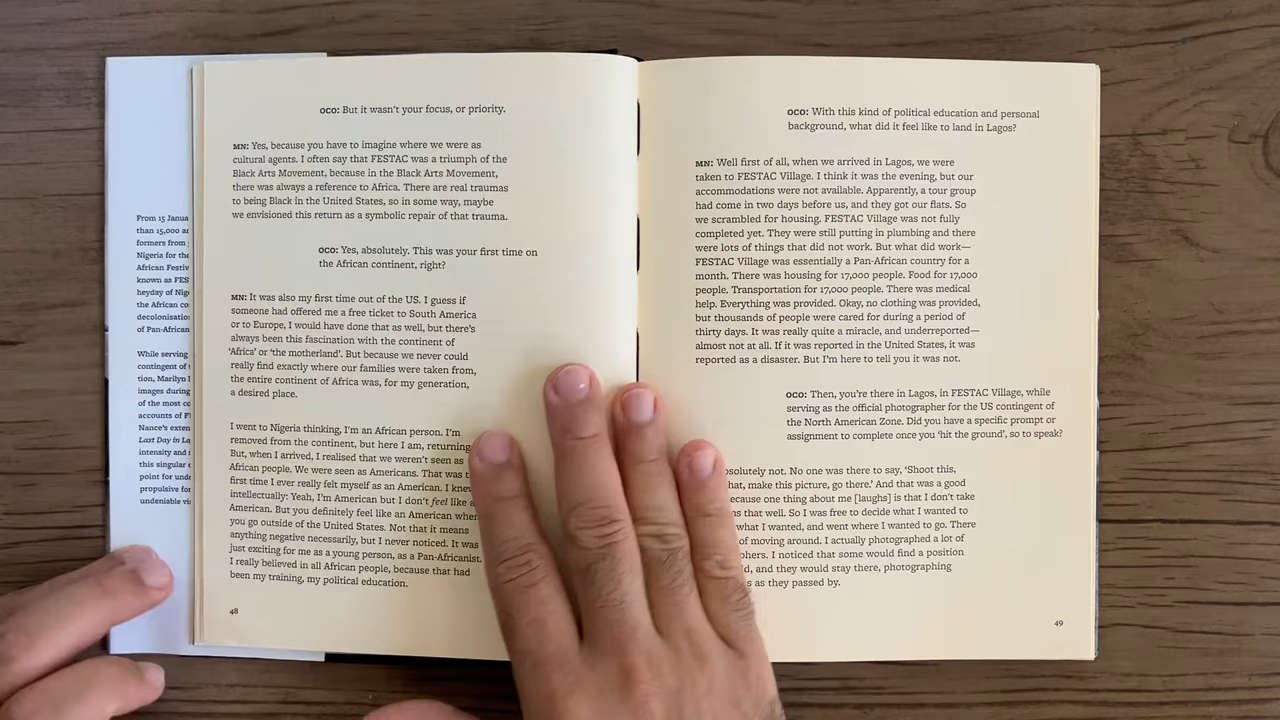 From 15 Janua
than 15,000 ar
formers from
Nigeria for the
African Festiv
known as FES
heyday of Nige
the African co
decolonisatio
of Pan-African
While serving
contingent of
tion, Marilyn
images during
of the most co
accounts of
Nance's exten
Last Day in La
intensity and
this singular
point for unde
propulsive for
undeniable vi
OCO: But it wasn't your focus, or priority.
MN: Yes, because you have to imagine where we were as
cultural agents. I often say that FESTAC was a triumph of the
Black Arts Movement, because in the Black Arts Movement,
there was always a reference to Africa. There are real traumas
to being Black in the United States, so in some way, maybe
we envisioned this return as a symbolic repair of that trauma.
OCO: Yes, absolutely. This was your first time on
the African continent, right?
MN: It was also my first time out of the US. I guess if
someone had offered me a free ticket to South America
or to Europe, I would have done that as well, but there's
always been this fascination with the continent of
'Africa' or 'the motherland'. But because we never could
really find exactly where our families were taken from,
the entire continent of Africa was, for my generation,
a desired place.
I went to Nigeria thinking, I'm an African person. I'm
removed from the continent, but here I am, returning
But, when I arrived, I realised that we weren't seen as
African people. We were seen as Americans. That was t
first time I ever really felt myself as an American. I knew
intellectually: Yeah, I'm American but I don't feel like a
American. But you definitely feel like an American when
you go outside of the United States. Not that it means
anything negative necessarily, but I never noticed. It was
just exciting for me as a young person, as a Pan-Africanist.
I really believed in all African people, because that had
been my training, my political education.
48
OCO: With this kind of political education and personal
background, what did it feel like to land in Lagos?
MN: Well first of all, when we arrived in Lagos, we were
taken to FESTAC Village. I think it was the evening, but our
accommodations were not available. Apparently, a tour group
had come in two days before us, and they got our flats. So
we scrambled for housing. FESTAC Village was not fully
completed yet. They were still putting in plumbing and there
were lots of things that did not work. But what did work—
FESTAC Village was essentially a Pan-African country for a
month. There was housing for 17,000 people. Food for 17,000
people. Transportation for 17,000 people. There was medical
help. Everything was provided. Okay, no clothing was provided,
but thousands of people were cared for during a period of
thirty days. It was really quite a miracle, and underreported—
almost not at all. If it was reported in the United States, it was
reported as a disaster. But I'm here to tell you it was not.
OCO: Then, you're there in Lagos, in FESTAC Village, while
serving as the official photographer for the US contingent of
the North American Zone. Did you have a specific prompt or
assignment to complete once you 'hit the ground', so to speak?
bsolutely not. No one was there to say, 'Shoot this,
hat, make this picture, go there.' And that was a good
ecause one thing about me [laughs] is that I don't take
ns that well. So I was free to decide what I wanted to
what I wanted, and went where I wanted to go. There
of moving around. I actually photographed a lot of
phers. I noticed that some would find a position
d, and they would stay there, photographing
s as they passed by.
49